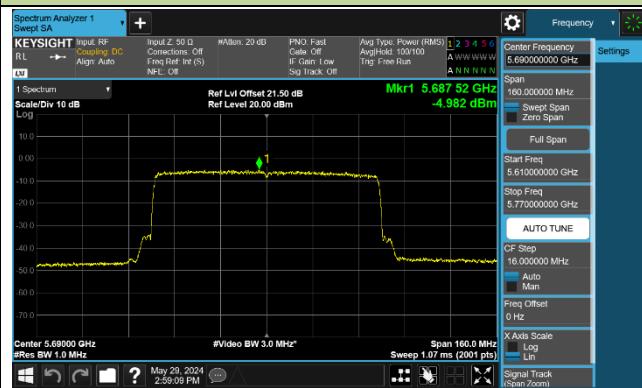 Spectrum Analyzer 1
Swept SA
Frequency
KEYSIGHT
Input: RF
Coupling: DC
Align: Auto
Input Z: 50 Ω
Corrections: Off
Freq Ref: Int (S)
NFE: Off
#Atten: 20 dB
PNO: Fast
Gate: Off
IF Gain: Low
Sig Track: Off
Avg Type: Power (RMS)
Avg|Hold: 100/100
Trig: Free Run
1 2 3 4 5 6
A W W W W W
A N N N N N
RL
LXI
1 Spectrum
Scale/Div 10 dB
Log
Ref Lvl Offset 21.50 dB
Ref Level 20.00 dBm
Mkr1 5.687 52 GHz
-4.982 dBm
10.0
0.00
-10.0
-20.0
-30.0
-40.0
-50.0
-60.0
-70.0
1
Center 5.69000 GHz
#Res BW 1.0 MHz
#Video BW 3.0 MHz*
Span 160.0 MHz
Sweep 1.07 ms (2001 pts)
Center Frequency
5.690000000 GHz
Settings
Span
160.000000 MHz
Swept Span
Zero Span
Full Span
Start Freq
5.610000000 GHz
Stop Freq
5.770000000 GHz
AUTO TUNE
CF Step
16.000000 MHz
Auto
Man
Freq Offset
0 Hz
X Axis Scale
Log
Lin
Signal Track
(Span Zoom)
May 29, 2024
2:59:09 PM